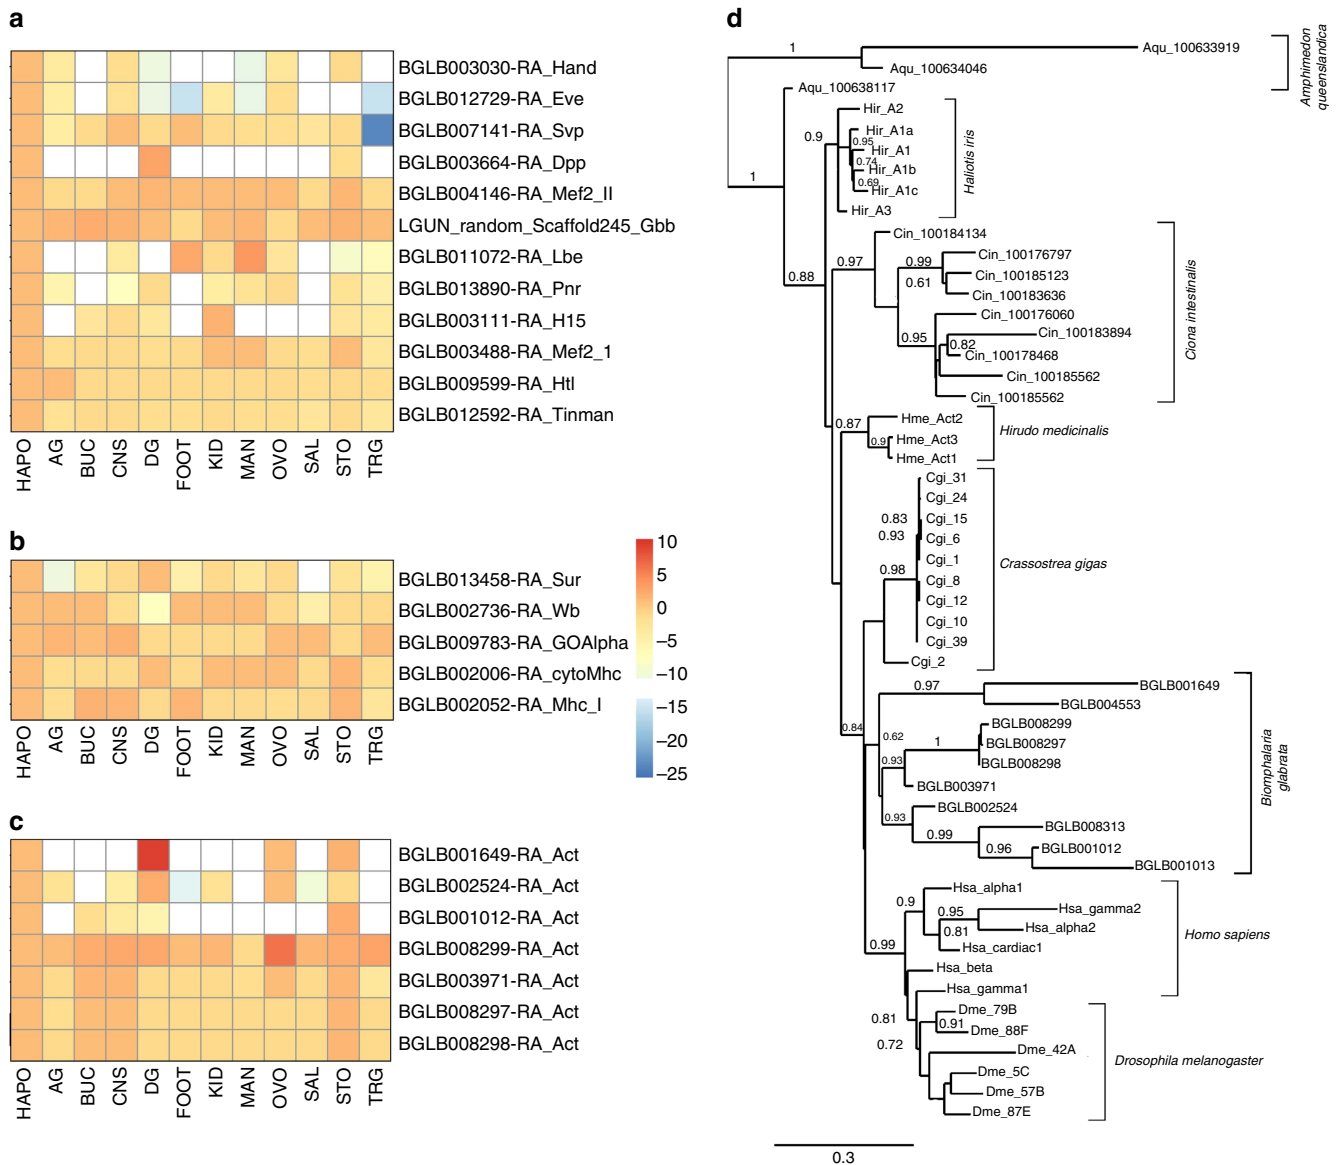 a
BGLB003030-RA_Hand
BGLB012729-RA_Eve
BGLB007141-RA_Svp
BGLB003664-RA_Dpp
BGLB004146-RA_Mef2_II
LGUN_random_Scaffold245_Gbb
BGLB011072-RA_Lbe
BGLB013890-RA_Pnr
BGLB003111-RA_H15
BGLB003488-RA_Mef2_1
BGLB009599-RA_Htl
BGLB012592-RA_Tinman
HAPO AG BUC CNS DG FOOT KID MAN OVO SAL STO TRG
b
BGLB013458-RA_Sur
BGLB002736-RA_Wb
BGLB009783-RA_GOAlpha
BGLB002006-RA_cytoMhc
BGLB002052-RA_Mhc_I
HAPO AG BUC CNS DG FOOT KID MAN OVO SAL STO TRG
10
5
0
−5
−10
−15
−20
−25
c
BGLB001649-RA_Act
BGLB002524-RA_Act
BGLB001012-RA_Act
BGLB008299-RA_Act
BGLB003971-RA_Act
BGLB008297-RA_Act
BGLB008298-RA_Act
HAPO AG BUC CNS DG FOOT KID MAN OVO SAL STO TRG
d
1
Aqu_100633919
Aqu_100634046
Amphimedon
queenslandica
1
Aqu_100638117
0.9
Hir_A2
Hir_A1a
0.95
Hir_A1
0.74
Hir_A1b
0.69
Hir_A1c
Hir_A3
Haliotis iris
0.88
0.97
Cin_100184134
0.99
Cin_100176797
Cin_100185123
0.61
Cin_100183636
Cin_100176060
0.95
Cin_100183894
0.82
Cin_100178468
Cin_100185562
Cin_100185562
Ciona intestinalis
0.87
Hme_Act2
0.9
Hme_Act3
Hme_Act1
Hirudo medicinalis
Cgi_31
Cgi_24
0.83
Cgi_15
0.93
Cgi_6
Cgi_1
0.98
Cgi_8
Cgi_12
Cgi_10
Cgi_39
Cgi_2
Crassostrea gigas
0.84
0.97
BGLB001649
BGLB004553
0.62
BGLB008299
1
BGLB008297
0.93
BGLB008298
BGLB003971
0.93
BGLB002524
0.99
BGLB008313
0.96
BGLB001012
BGLB001013
Biomphalaria
glabrata
0.99
0.9
Hsa_alpha1
0.95
Hsa_gamma2
0.81
Hsa_alpha2
Hsa_cardiac1
Hsa_beta
Hsa_gamma1
Homo sapiens
0.81
Dme_79B
0.91
Dme_88F
0.72
Dme_42A
Dme_5C
Dme_57B
Dme_87E
Drosophila melanogaster
0.3